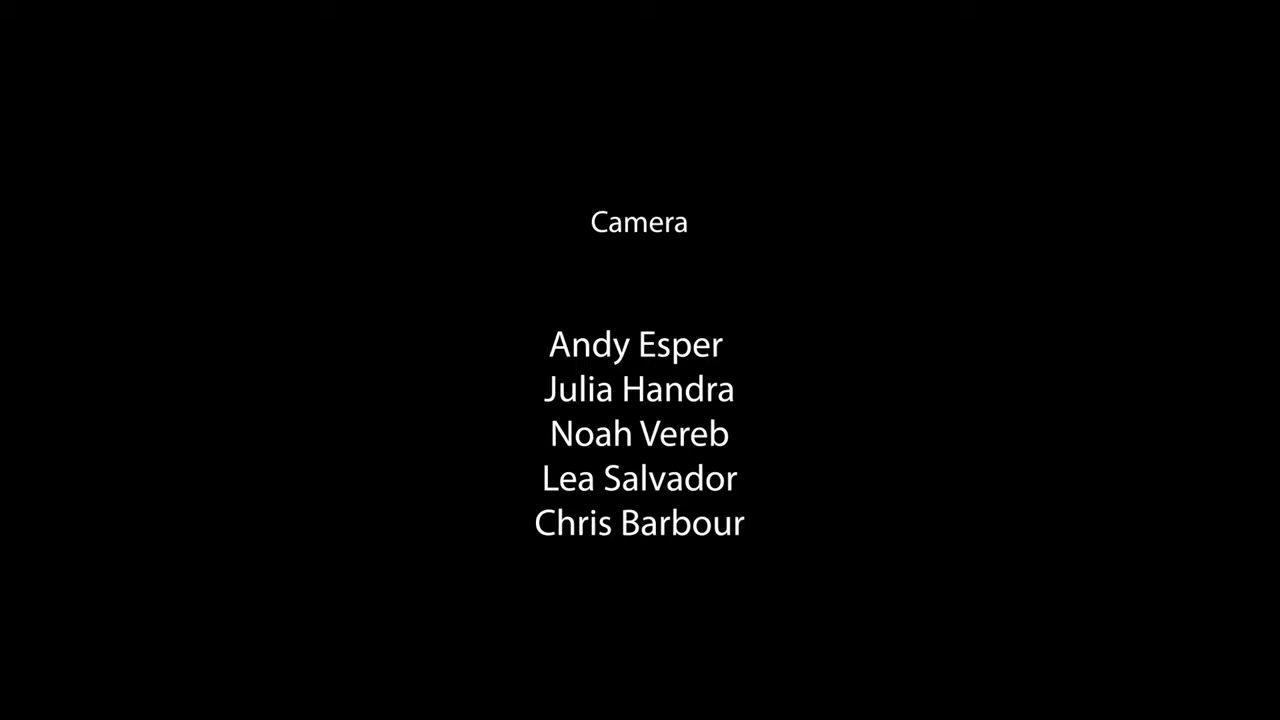 Camera
Andy Esper
Julia Handra
Noah Vereb
Lea Salvador
Chris Barbour